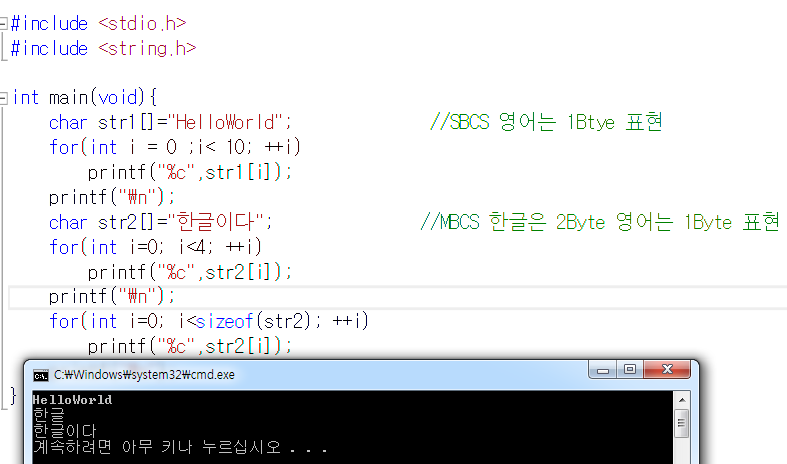 #include <stdio.h>
#include <string.h>
int main(void){
char str1[]="HelloWorld"; //SBCS 영어는 1Btye 표현
for(int i = 0 ;i< 10; ++i)
printf("%c",str1[i]);
printf("₩n");
char str2[]="한글이다"; //MBCS 한글은 2Byte 영어는 1Byte 표현
for(int i=0; i<4; ++i)
printf("%c",str2[i]);
printf("₩n");
for(int i=0; i<sizeof(str2); ++i)
printf("%c",str2[i]);
}
C:₩Windows₩system32₩cmd.exe
HelloWorld
한글
한글이다
계속하려면 아무 키나 누르십시오 . . .